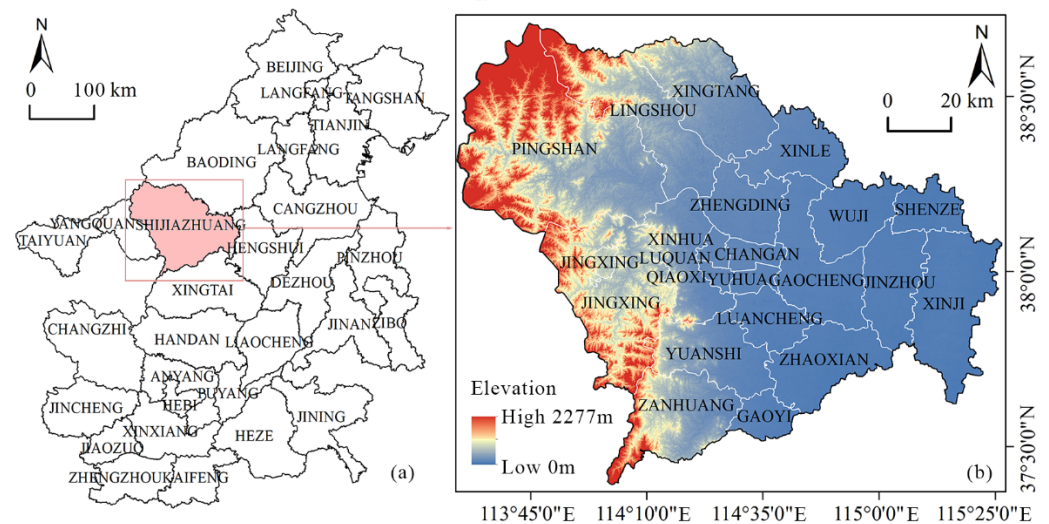 N
0 100 km
BEIJING
LANGFANG
TANGSHAN
TIANJIN
LANGFANG
BAODING
CANGZHOU
YANGQUAN
SHIJIAZHUANG
TAIYUAN
HENGSHUI
PINZHOU
DEZHOU
XINGTAI
CHANGZHI
HANDAN
LIAOCHENG
JINAN
ZIBO
ANYANG
PUYANG
HEBI
JINCHENG
JINING
XINXIANG
HEZE
JIAOZUO
ZHENGZHOU
KAIFENG
(a)
N
0 20 km
XINGTANG
LINGSHOU
PINGSHAN
XINLE
ZHENGDING
WUJI
SHENZE
XINHUA
JINGXING
LUQUAN
CHANGAN
QIAOXI
YUHUA
GAOCHENG
JINZHOU
JINGXING
XINJI
LUANCHENG
YUANSHI
ZHAOXIAN
ZANHUANG
GAOYI
Elevation
High 2277m
Low 0m
(b)
38°30'0"N
38°0'0"N
37°30'0"N
113°45'0"E
114°10'0"E
114°35'0"E
115°0'0"E
115°25'0"E